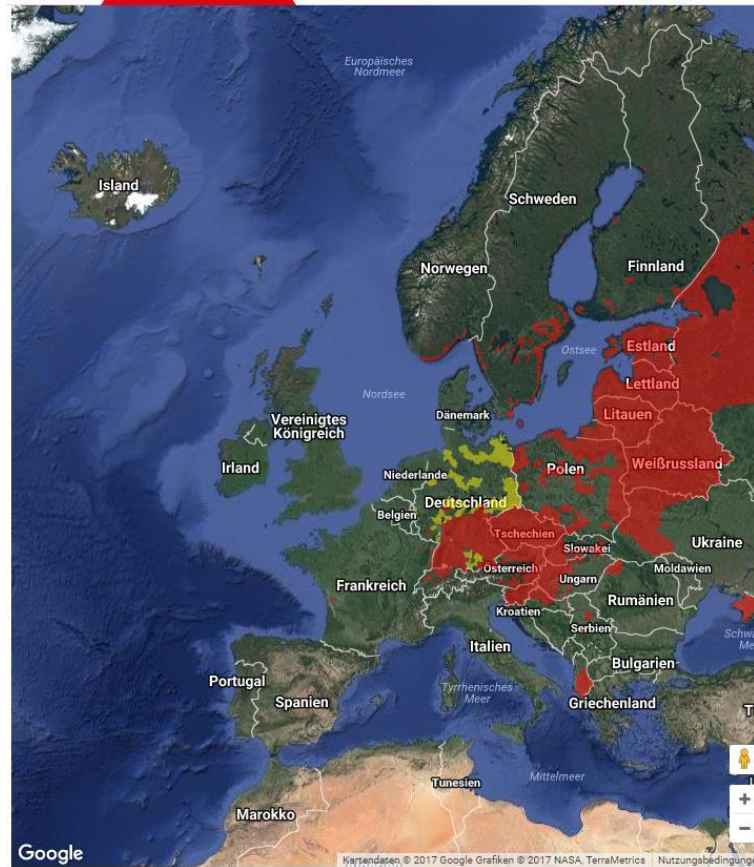 Europäisches
Nordmeer
Island
Schweden
Finnland
Norwegen
Estland
Ostsee
Lettland
Nordsee
Dänemark
Litauen
Vereinigtes
Königreich
Irland
Weißrussland
Polen
Niederlande
Deutschland
Belgien
Tschechien
Ukraine
Slowakei
Österreich
Moldawien
Frankreich
Ungarn
Rumänien
Kroatien
Serbien
Italien
Bulgarien
Portugal
Tyrrhenisches
Meer
Spanien
Griechenland
Mittelmeer
Tunesien
Marokko
Google
Kartendaten © 2017 Google Grafiken © 2017 NASA, TerraMetrics